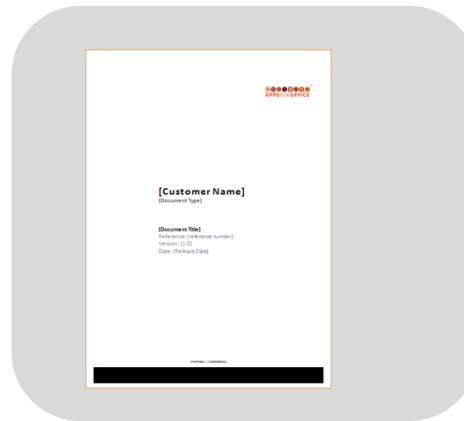 APPSFOROFFICE
[Customer Name]
[Document Type]
[Document Title]
Reference: [reference number]
Version: [1.0]
Date: [Release Date]